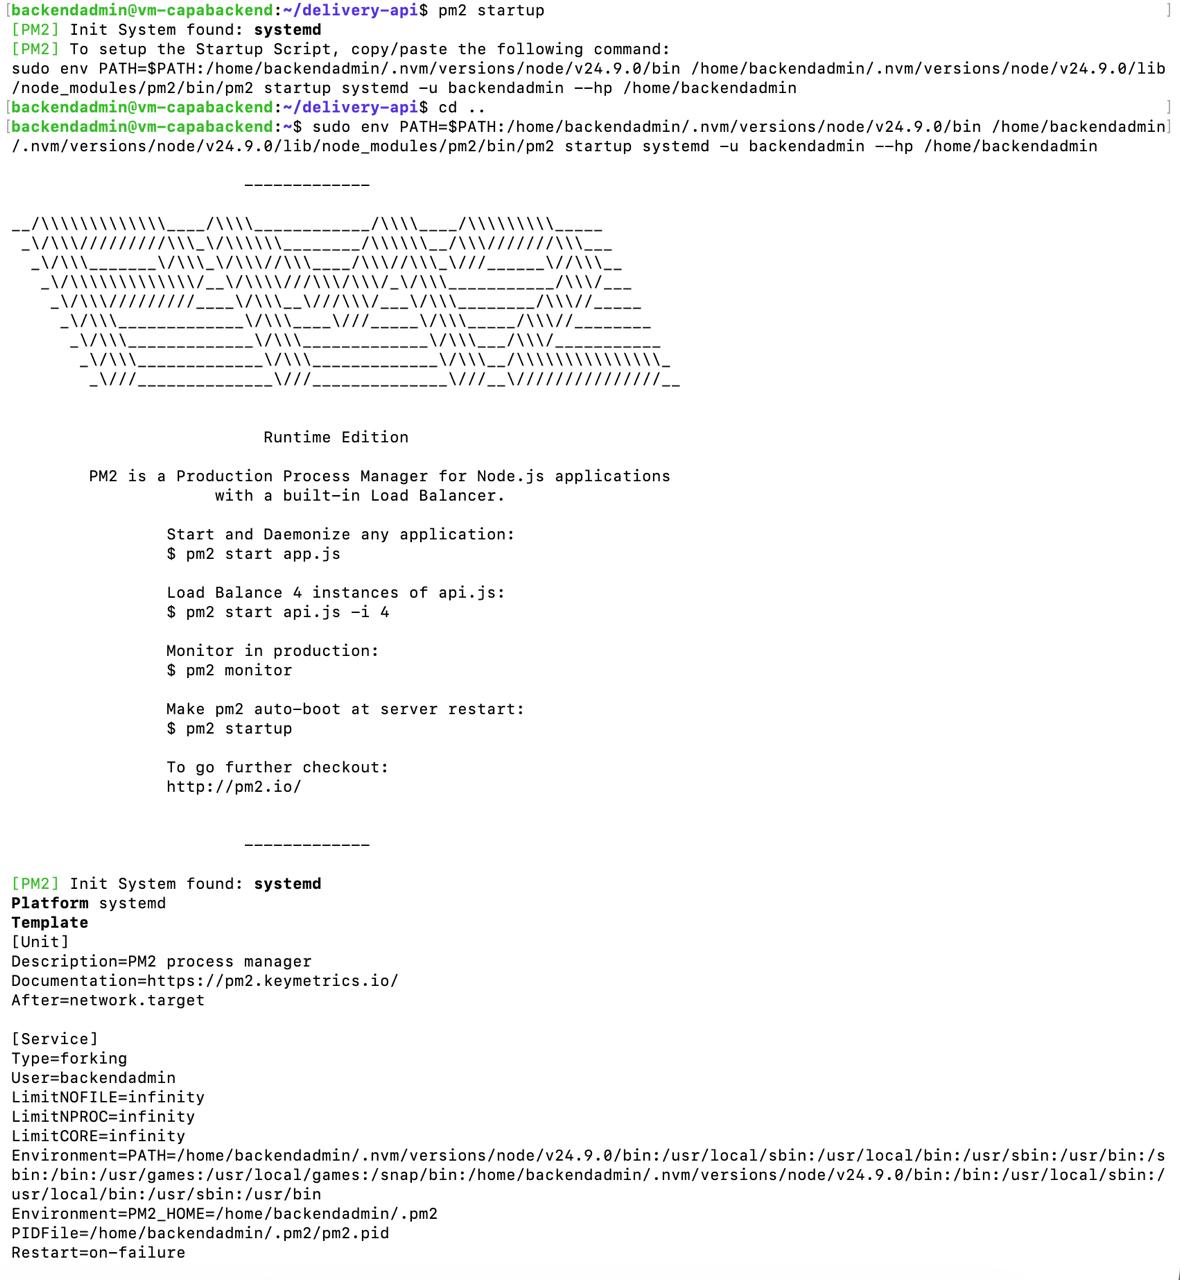 [backendadmin@vm-capabackend:~/delivery-api$ pm2 startup ]
[PM2] Init System found: systemd
[PM2] To setup the Startup Script, copy/paste the following command:
sudo env PATH=$PATH:/home/backendadmin/.nvm/versions/node/v24.9.0/bin /home/backendadmin/.nvm/versions/node/v24.9.0/lib
/node_modules/pm2/bin/pm2 startup systemd -u backendadmin --hp /home/backendadmin
[backendadmin@vm-capabackend:~/delivery-api$ cd .. ]
[backendadmin@vm-capabackend:~$ sudo env PATH=$PATH:/home/backendadmin/.nvm/versions/node/v24.9.0/bin /home/backendadmin]
/.nvm/versions/node/v24.9.0/lib/node_modules/pm2/bin/pm2 startup systemd -u backendadmin --hp /home/backendadmin
-------------
__/\\\\\\\\\\\\\____/\\\\____________/\\\\____/\\\\\\\\\_____
_\/\\\/////////\\\_\/\\\\\\________/\\\\\\__/\\\///////\\\___
_\/\\\_______\/\\\_\/\\\//\\\____/\\\//\\\_\///______\//\\\__
_\/\\\\\\\\\\\\\/__\/\\\\///\\\/\\\/_\/\\\___________/\\\/___
_\/\\\/////////____\/\\\__\///\\\/___\/\\\________/\\\//_____
_\/\\\_____________\/\\\____\///_____\/\\\_____/\\\//________
_\/\\\_____________\/\\\_____________\/\\\___/\\\/___________
_\/\\\_____________\/\\\_____________\/\\\__/\\\\\\\\\\\\\\\_
_\///______________\///______________\///__\///////////////__
Runtime Edition
PM2 is a Production Process Manager for Node.js applications
with a built-in Load Balancer.
Start and Daemonize any application:
$ pm2 start app.js
Load Balance 4 instances of api.js:
$ pm2 start api.js -i 4
Monitor in production:
$ pm2 monitor
Make pm2 auto-boot at server restart:
$ pm2 startup
To go further checkout:
http://pm2.io/
-------------
[PM2] Init System found: systemd
Platform systemd
Template
[Unit]
Description=PM2 process manager
Documentation=https://pm2.keymetrics.io/
After=network.target
[Service]
Type=forking
User=backendadmin
LimitNOFILE=infinity
LimitNPROC=infinity
LimitCORE=infinity
Environment=PATH=/home/backendadmin/.nvm/versions/node/v24.9.0/bin:/usr/local/sbin:/usr/local/bin:/usr/sbin:/usr/bin:/s
bin:/bin:/usr/games:/usr/local/games:/snap/bin:/home/backendadmin/.nvm/versions/node/v24.9.0/bin:/bin:/usr/local/sbin:/
usr/local/bin:/usr/sbin:/usr/bin
Environment=PM2_HOME=/home/backendadmin/.pm2
PIDFile=/home/backendadmin/.pm2/pm2.pid
Restart=on-failure